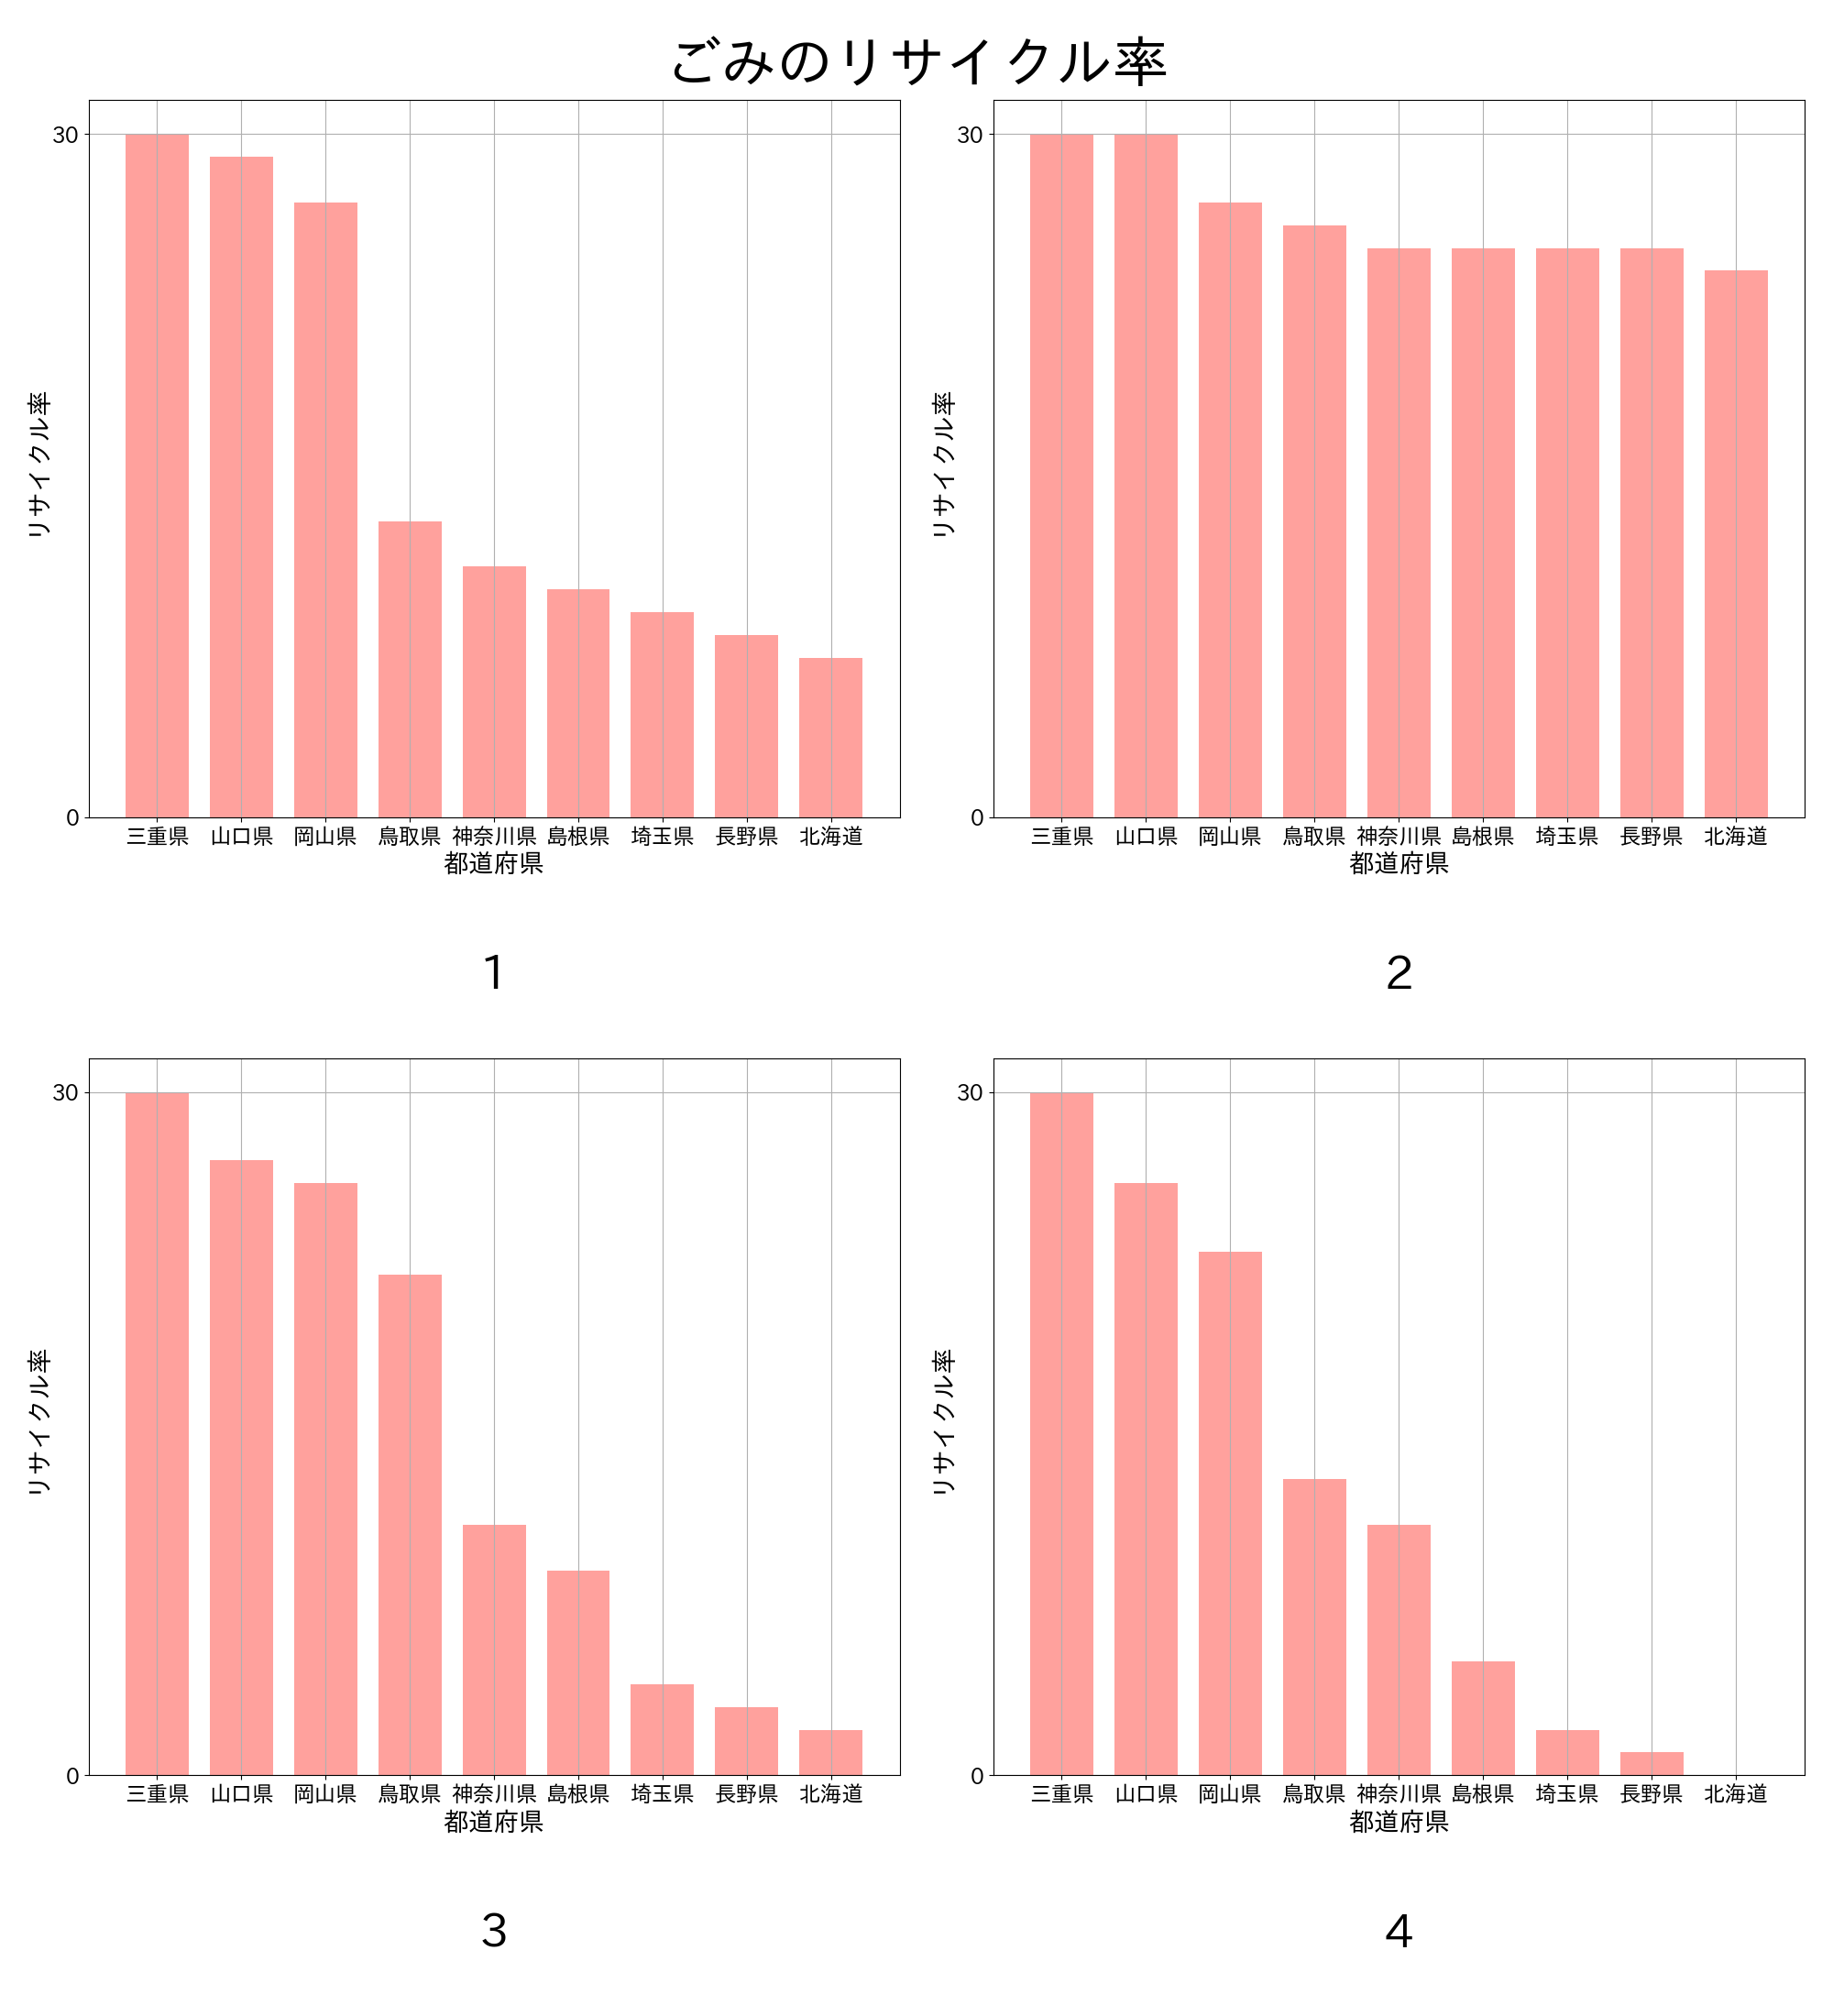 ごみのリサイクル率
30
0
リサイクル率
三重県 山口県 岡山県 鳥取県 神奈川県 島根県 埼玉県 長野県 北海道
都道府県
1
30
0
リサイクル率
三重県 山口県 岡山県 鳥取県 神奈川県 島根県 埼玉県 長野県 北海道
都道府県
2
30
0
リサイクル率
三重県 山口県 岡山県 鳥取県 神奈川県 島根県 埼玉県 長野県 北海道
都道府県
3
30
0
リサイクル率
三重県 山口県 岡山県 鳥取県 神奈川県 島根県 埼玉県 長野県 北海道
都道府県
4